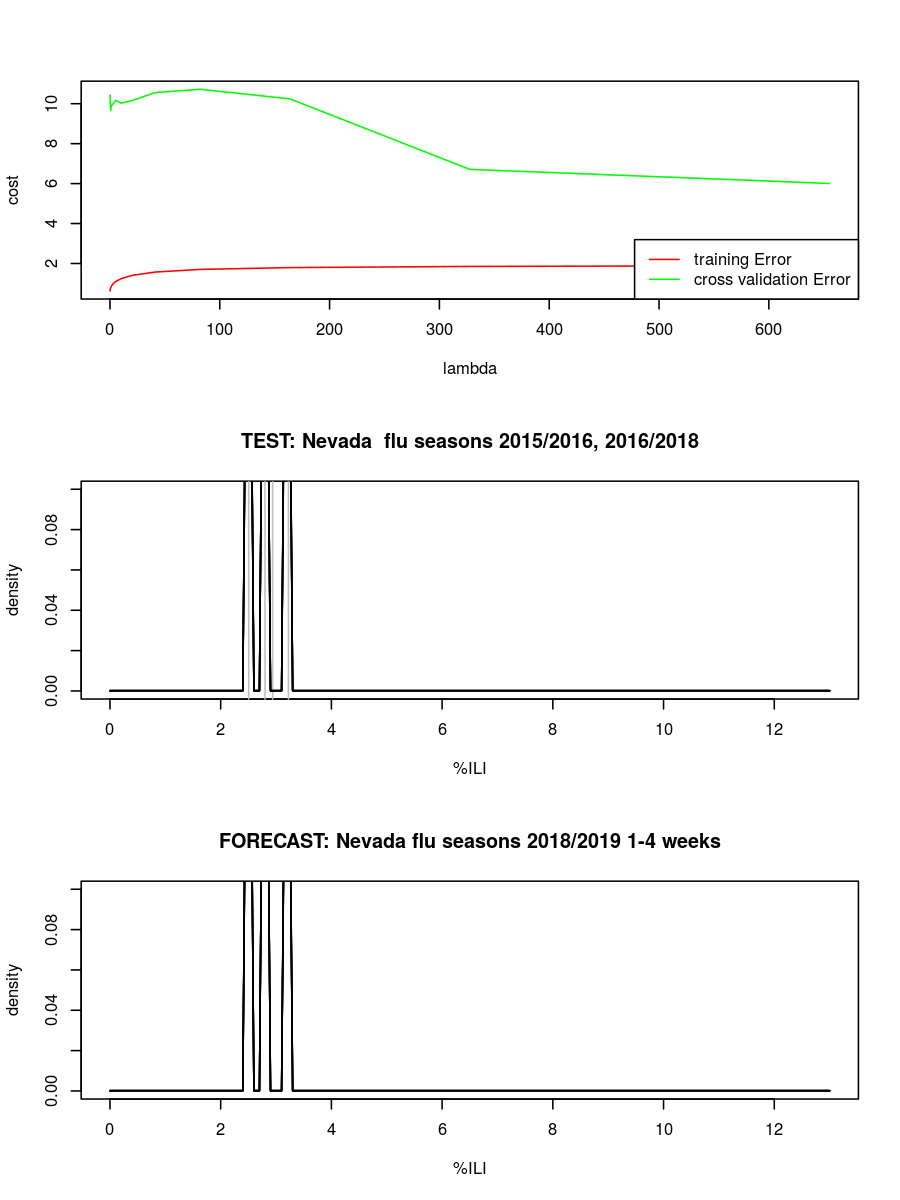 10
8
6
4
2
cost
training Error
cross validation Error
0 100 200 300 400 500 600
lambda
TEST: Nevada  flu seasons 2015/2016, 2016/2018
0.08
0.04
0.00
density
0 2 4 6 8 10 12
%ILI
FORECAST: Nevada flu seasons 2018/2019 1-4 weeks
0.08
0.04
0.00
density
0 2 4 6 8 10 12
%ILI